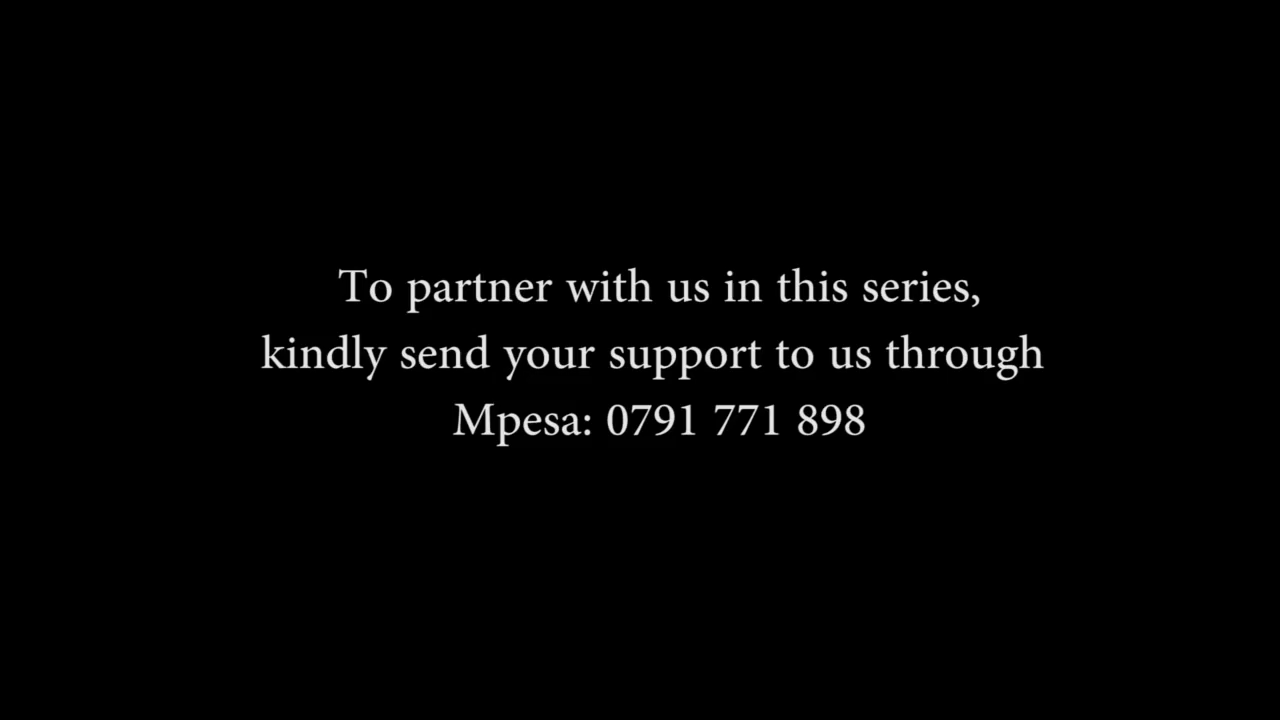 To partner with us in this series,
kindly send your support to us through
Mpesa: 0791 771 898